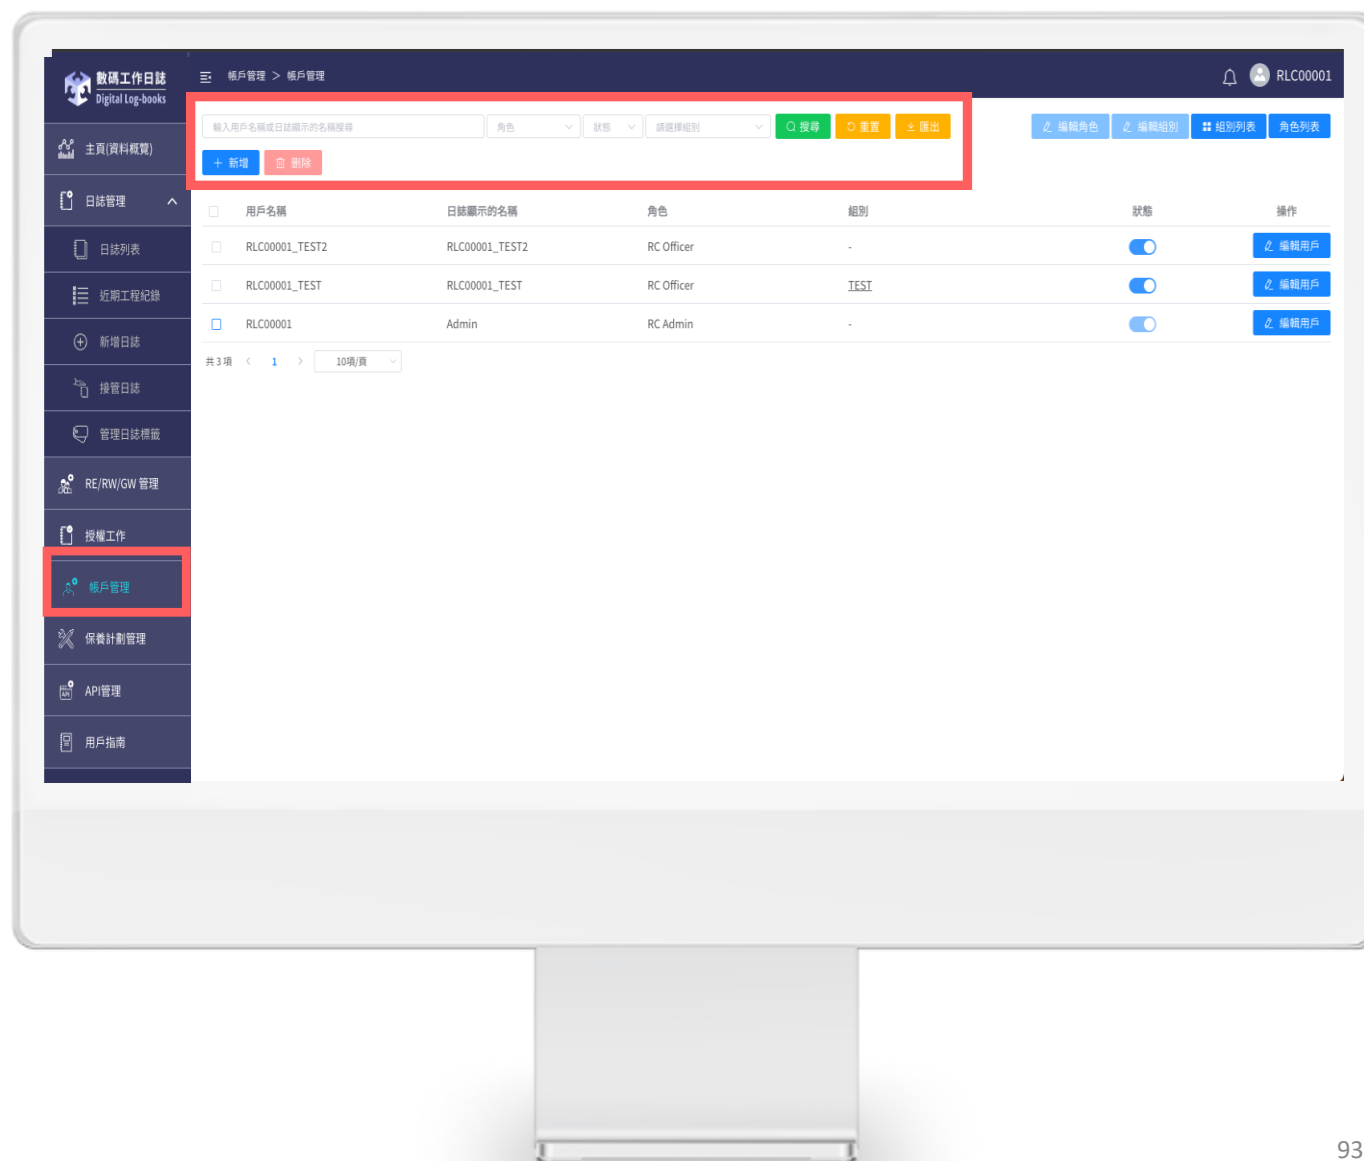 數碼工作日誌
Digital Log-books
帳戶管理 > 帳戶管理
RLC00001
輸入用戶名稱或日誌顯示的名稱搜尋 角色 狀態 請選擇組別 搜尋 重置 匯出 編輯角色 編輯組別 組別列表 角色列表
+ 新增 刪除
主頁(資料概覽)
日誌管理
日誌列表
近期工程紀錄
新增日誌
接管日誌
管理日誌標籤
RE/RW/GW 管理
授權工作
帳戶管理
保養計劃管理
API管理
用戶指南
用戶名稱 日誌顯示的名稱 角色 組別 狀態 操作
RLC00001_TEST2 RLC00001_TEST2 RC Officer - 編輯用戶
RLC00001_TEST RLC00001_TEST RC Officer TEST 編輯用戶
RLC00001 Admin RC Admin - 編輯用戶
共3項 < 1 > 10項/頁
93